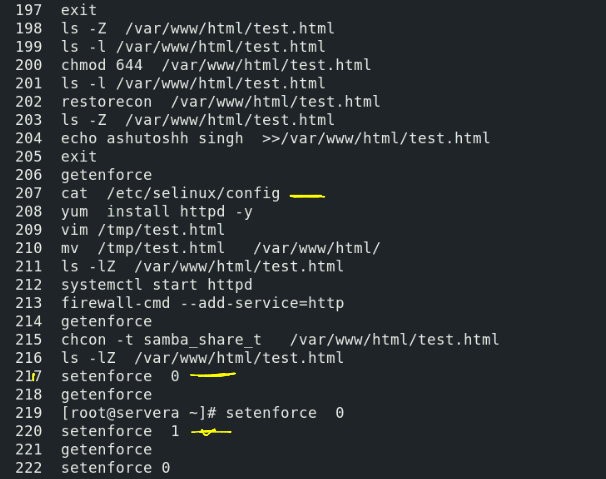 197 exit
198 ls -Z /var/www/html/test.html
199 ls -l /var/www/html/test.html
200 chmod 644 /var/www/html/test.html
201 ls -l /var/www/html/test.html
202 restorecon /var/www/html/test.html
203 ls -Z /var/www/html/test.html
204 echo ashutoshh singh >>/var/www/html/test.html
205 exit
206 getenforce
207 cat /etc/selinux/config
208 yum install httpd -y
209 vim /tmp/test.html
210 mv /tmp/test.html /var/www/html/
211 ls -lZ /var/www/html/test.html
212 systemctl start httpd
213 firewall-cmd --add-service=http
214 getenforce
215 chcon -t samba_share_t /var/www/html/test.html
216 ls -lZ /var/www/html/test.html
217 setenforce 0
218 getenforce
219 [root@servera ~]# setenforce 0
220 setenforce 1
221 getenforce
222 setenforce 0